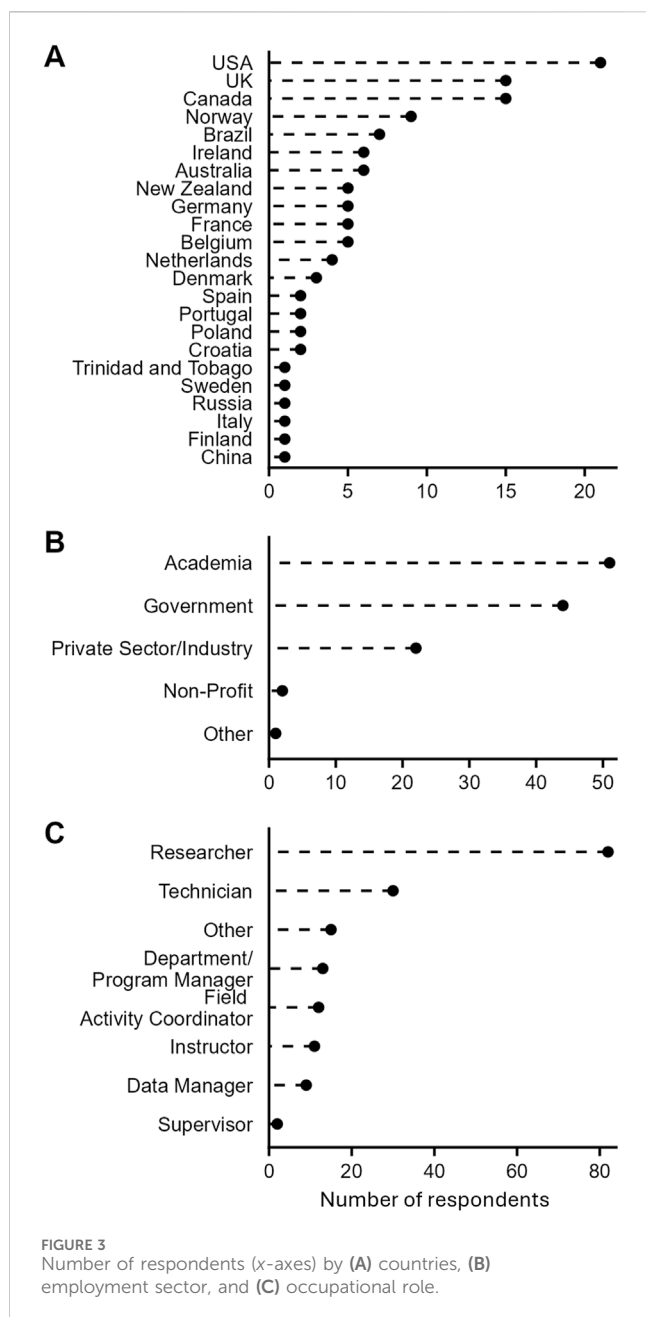 A
USA
UK
Canada
Norway
Brazil
Ireland
Australia
New Zealand
Germany
France
Belgium
Netherlands
Denmark
Spain
Portugal
Poland
Croatia
Trinidad and Tobago
Sweden
Russia
Italy
Finland
China
0 5 10 15 20
B
Academia
Government
Private Sector/Industry
Non-Profit
Other
0 10 20 30 40 50
C
Researcher
Technician
Other
Department/
Program Manager
Field
Activity Coordinator
Instructor
Data Manager
Supervisor
0 20 40 60 80
Number of respondents
FIGURE 3
Number of respondents (x-axes) by (A) countries, (B)
employment sector, and (C) occupational role.